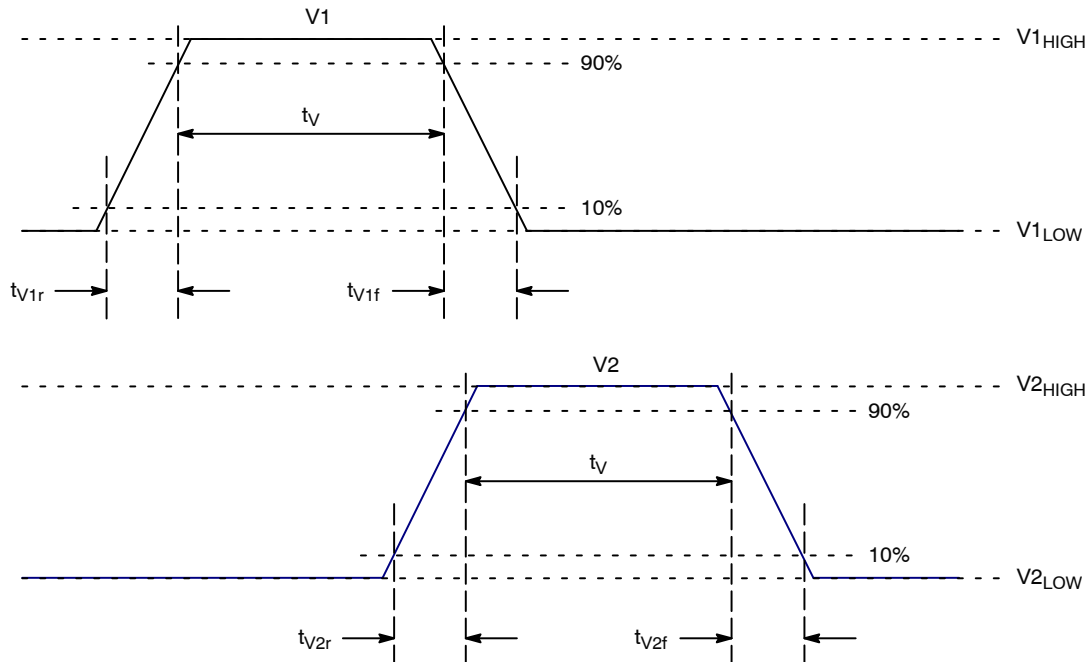 V1
V1HIGH
90%
tV
10%
V1LOW
tV1r
tV1f
V2
V2HIGH
90%
tV
10%
V2LOW
tV2r
tV2f